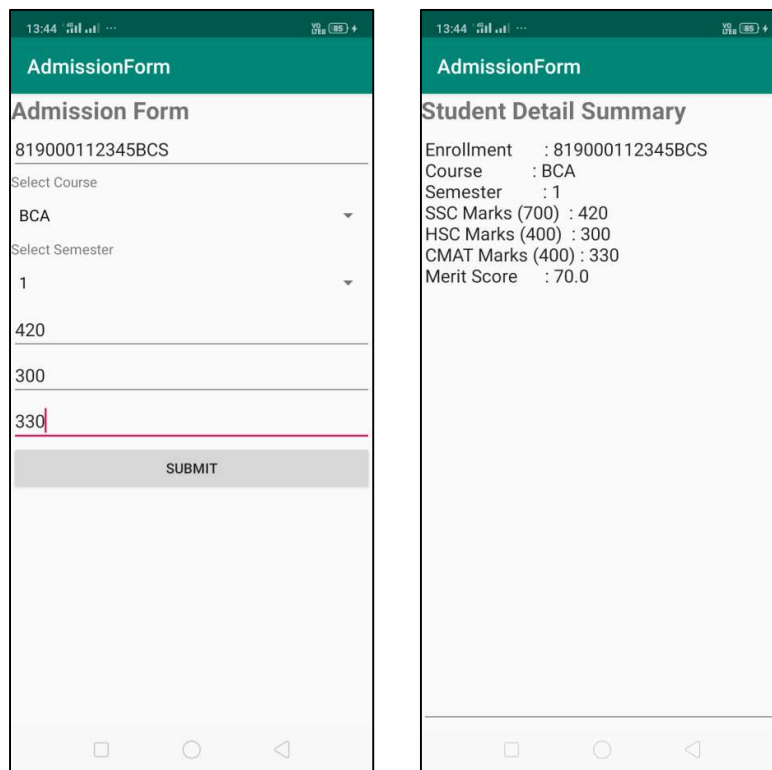 13:44
85
AdmissionForm
Admission Form
819000112345BCS
Select Course
BCA
Select Semester
1
420
300
330
SUBMIT
13:44
85
AdmissionForm
Student Detail Summary
Enrollment : 819000112345BCS
Course : BCA
Semester : 1
SSC Marks (700) : 420
HSC Marks (400) : 300
CMAT Marks (400) : 330
Merit Score : 70.0